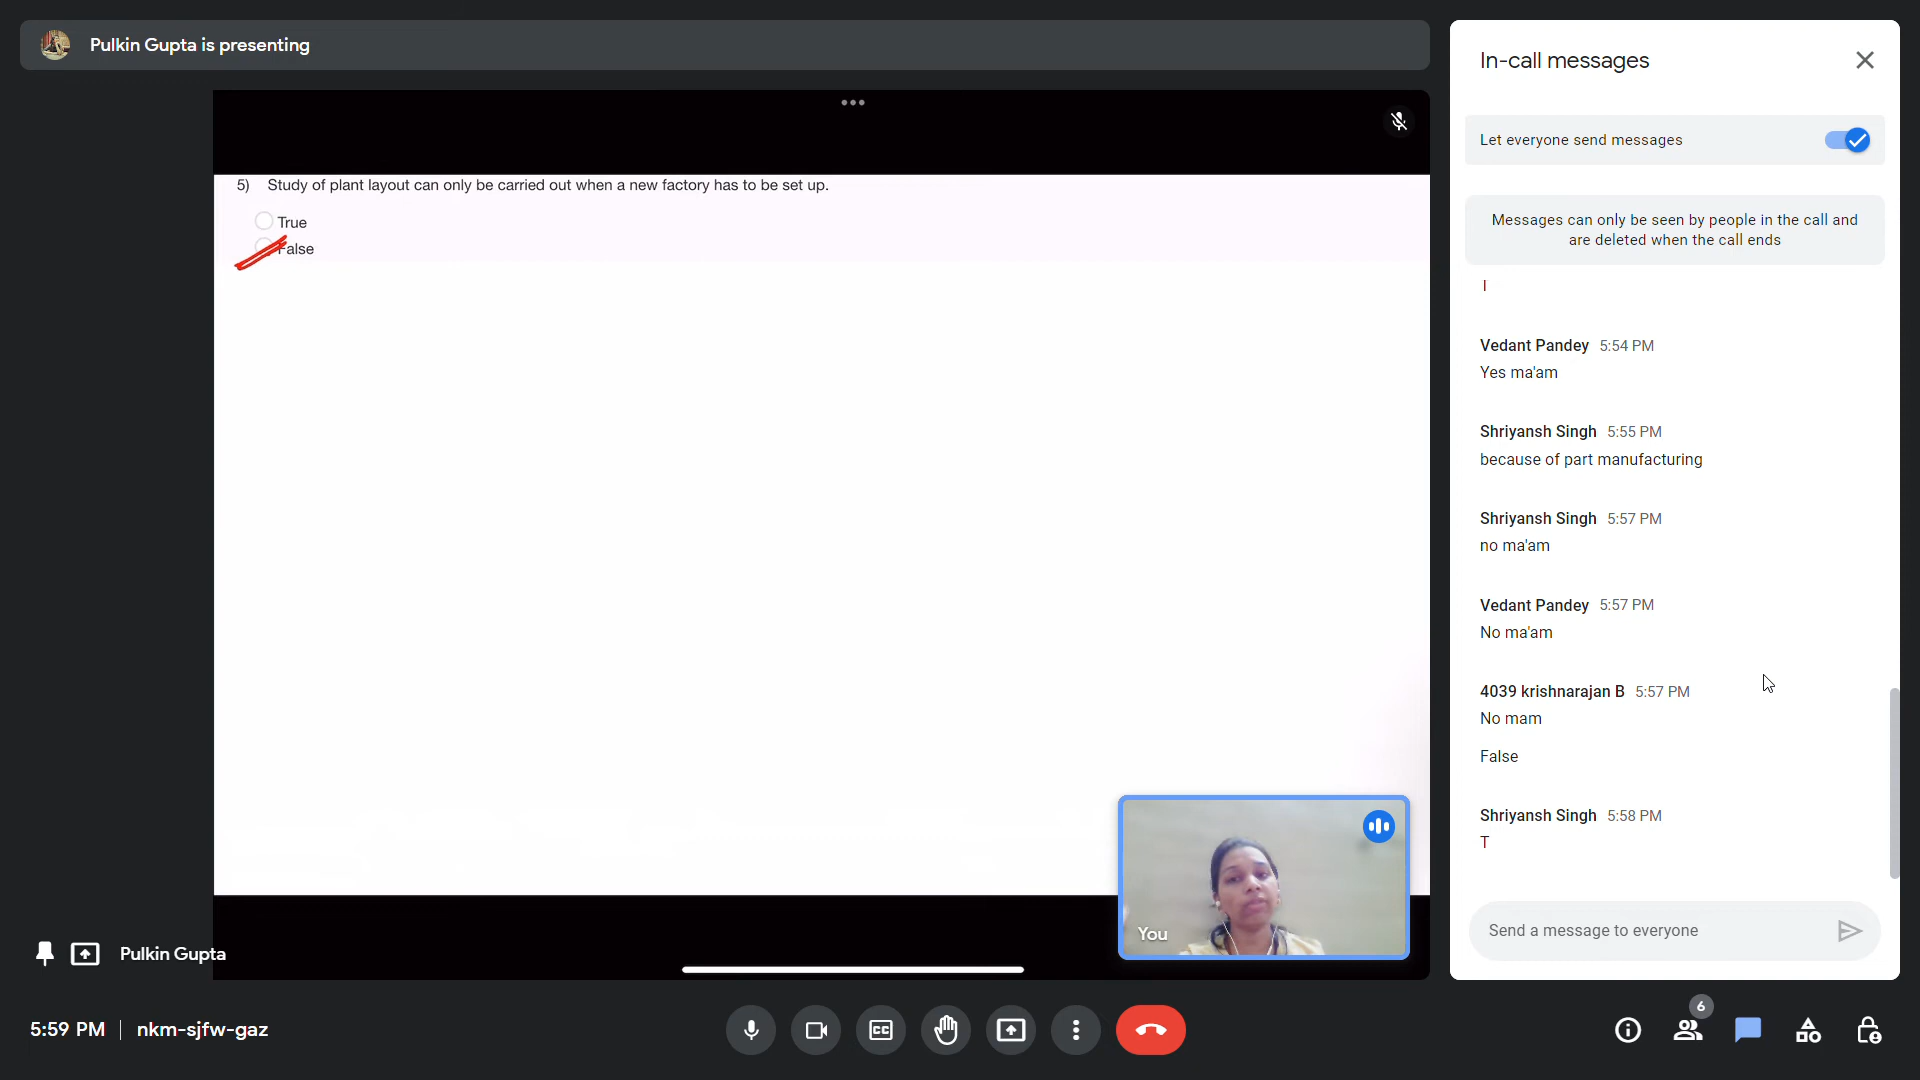 Pulkin Gupta is presenting
5) Study of plant layout can only be carried out when a new factory has to be set up.
True
False
You
Pulkin Gupta
5:59 PM | nkm-sjfw-gaz
In-call messages
Let everyone send messages
Messages can only be seen by people in the call and
are deleted when the call ends
I
Vedant Pandey 5:54 PM
Yes ma'am
Shriyansh Singh 5:55 PM
because of part manufacturing
Shriyansh Singh 5:57 PM
no ma'am
Vedant Pandey 5:57 PM
No ma'am
4039 krishnarajan B 5:57 PM
No mam
False
Shriyansh Singh 5:58 PM
T
Send a message to everyone
6